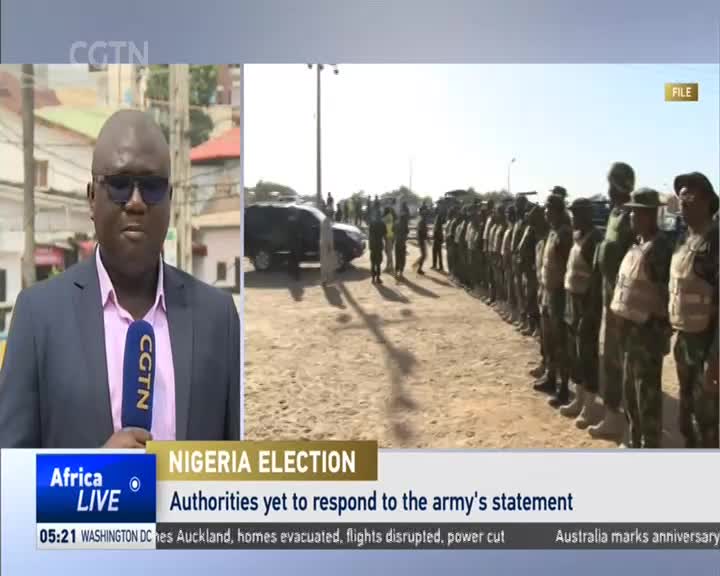 CGTN
FILE
CGTN
NIGERIA ELECTION
Africa
LIVE
Authorities yet to respond to the army's statement
05:21 WASHINGTON DC
mes Auckland, homes evacuated, flights disrupted, power cut
Australia marks anniversary